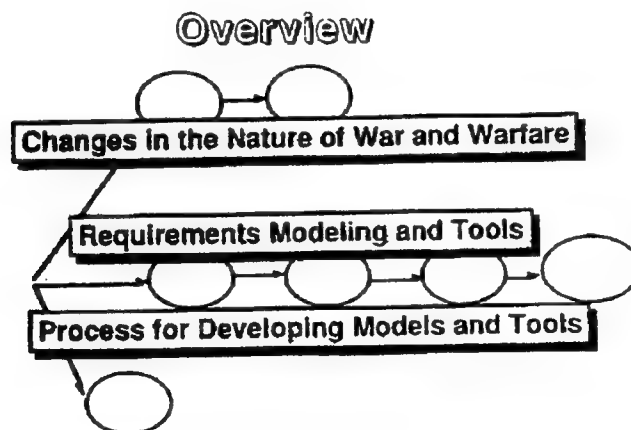 Overview
Changes in the Nature of War and Warfare
Requirements Modeling and Tools
Process for Developing Models and Tools